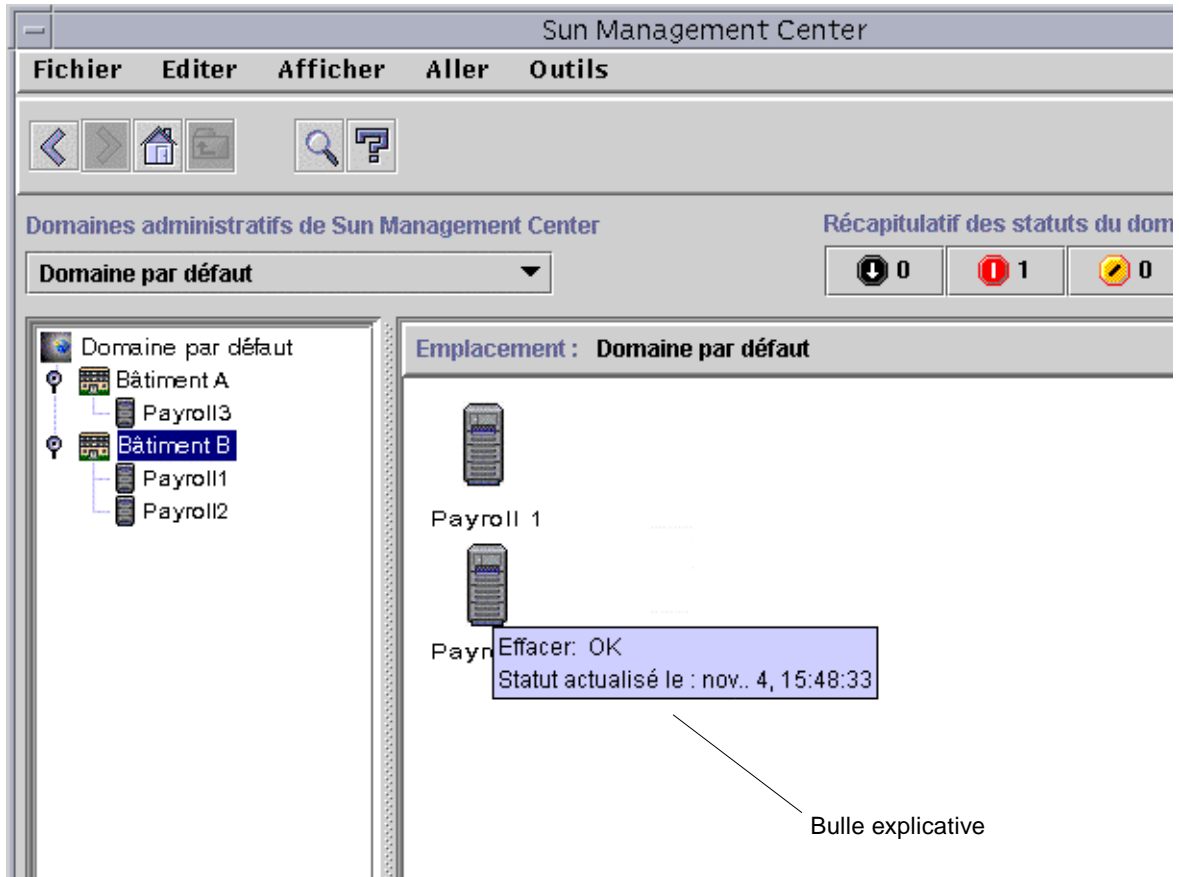 Sun Management Center
Fichier Editer Afficher Aller Outils
Domaines administratifs de Sun Management Center
Récapitulatif des statuts du dom
Domaine par défaut
0 1 0
Domaine par défaut
Bâtiment A
Payroll3
Bâtiment B
Payroll1
Payroll2
Emplacement : Domaine par défaut
Payroll 1
Payr
Effacer: OK
Statut actualisé le : nov.. 4, 15:48:33
Bulle explicative